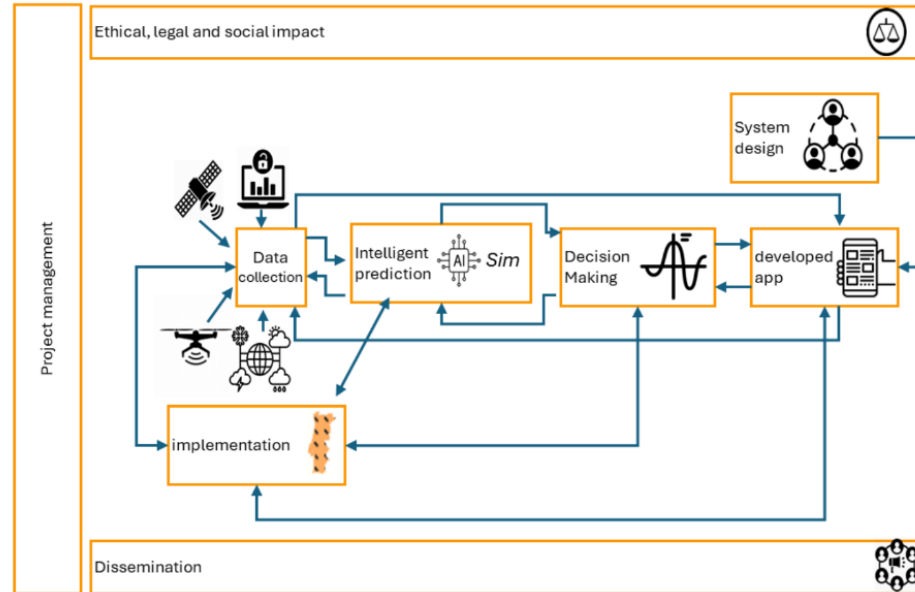 Ethical, legal and social impact
Project management
System
design
Data
collection
Intelligent
prediction
AI
Sim
Decision
Making
developed
app
implementation
Dissemination